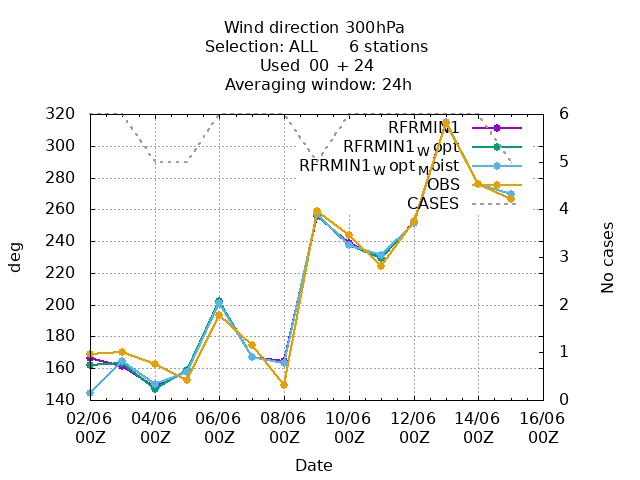 Wind direction 300hPa
Selection: ALL 6 stations
Used 00 + 24
Averaging window: 24h
320
300
280
260
240
220
200
180
160
140
deg
6
5
4
3
2
1
0
No cases
RFRMIN1
RFRMIN1W opt
RFRMIN1W optMoist
OBS
CASES
02/06 04/06 06/06 08/06 10/06 12/06 14/06 16/06
00Z 00Z 00Z 00Z 00Z 00Z 00Z 00Z
Date